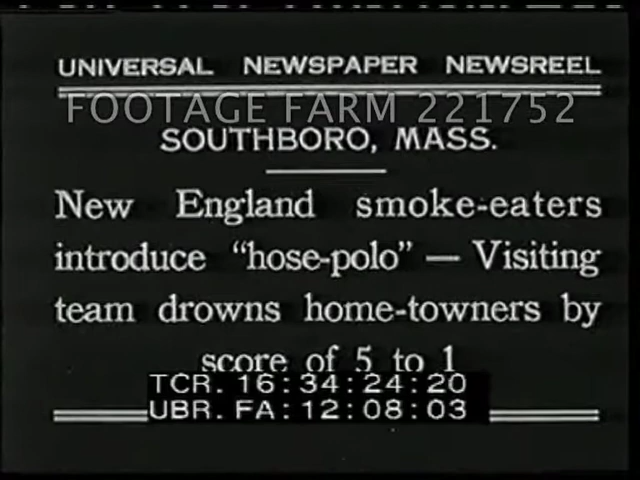 UNIVERSAL NEWSPAPER NEWSREEL
FOOTAGE FARM 221752
SOUTHBORO, MASS.
New England smoke-eaters
introduce “hose-polo” — Visiting
team drowns home-towners by
score of 5 to 1
TCR. 16:34:24:20
UBR. FA:12:08:03